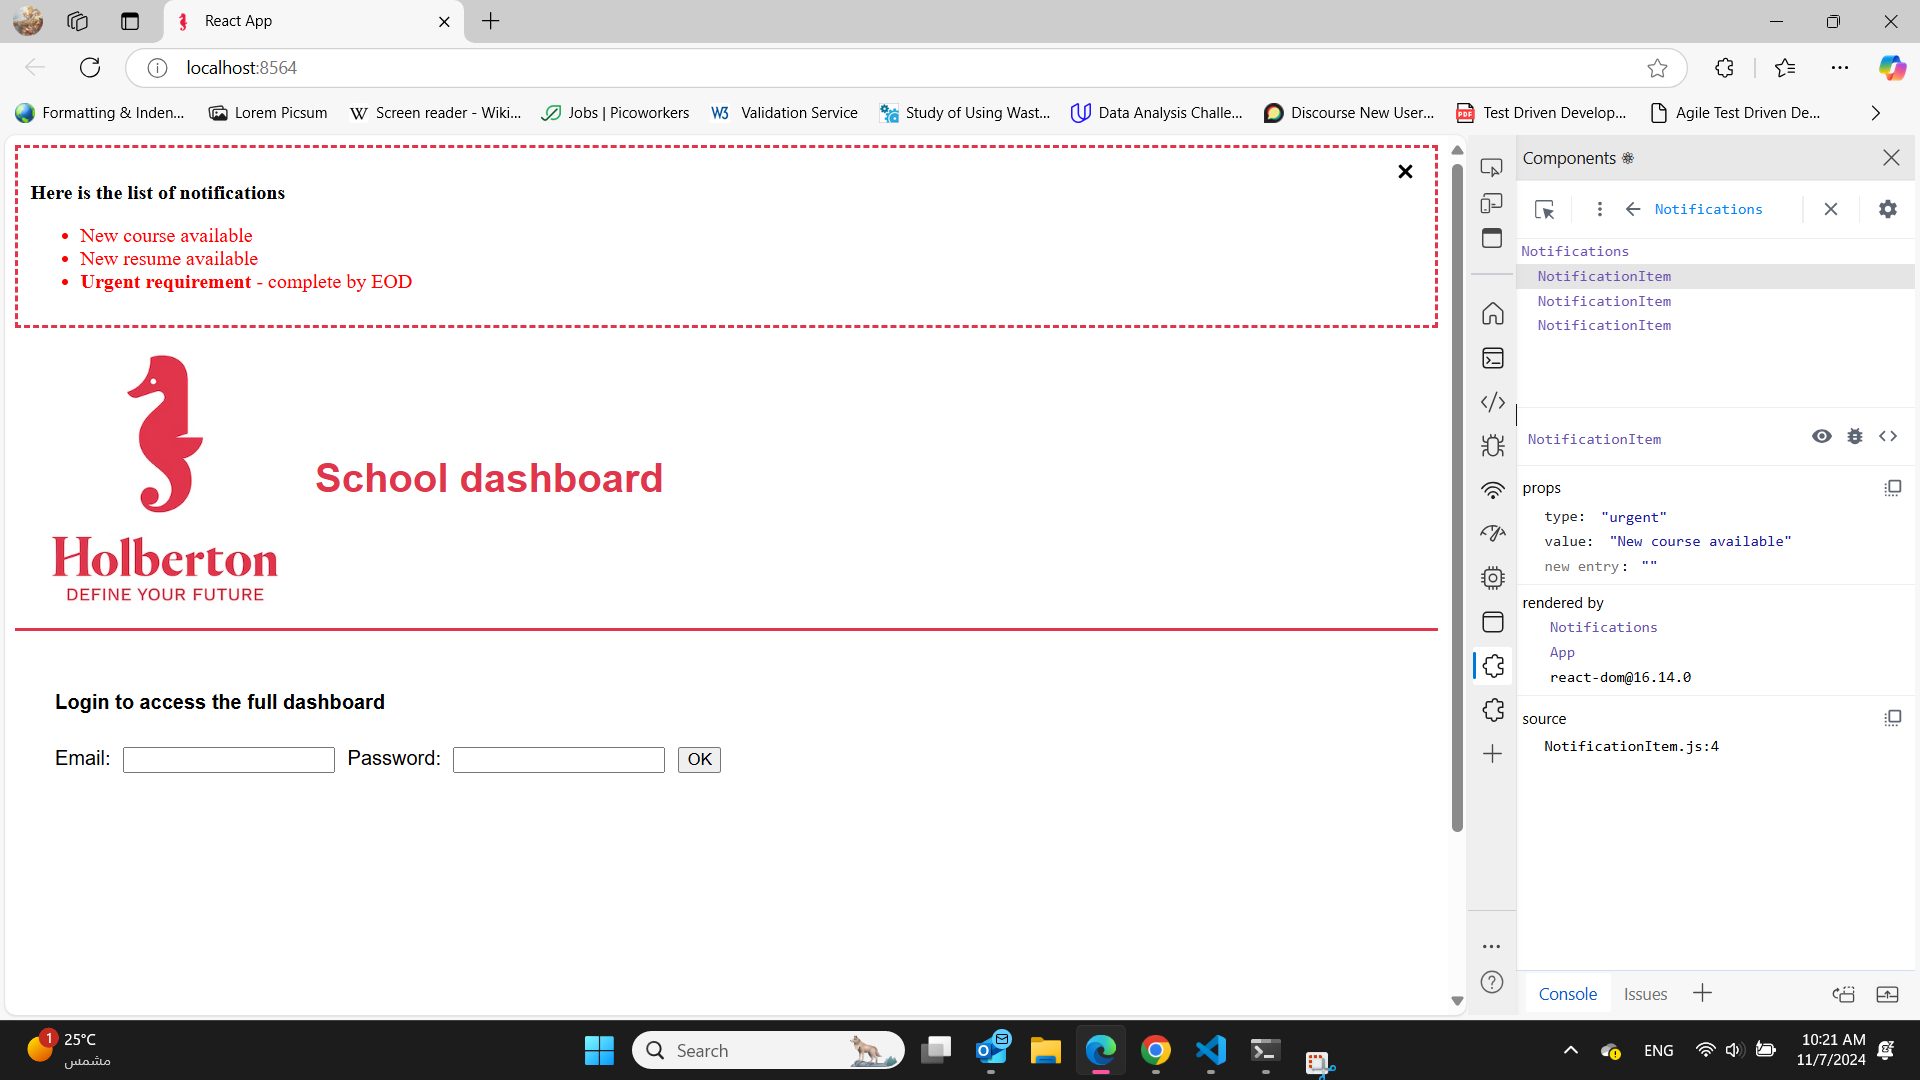 React App
localhost:8564
Formatting & Inden...
Lorem Picsum
Screen reader - Wiki...
Jobs | Picoworkers
Validation Service
Study of Using Wast...
Data Analysis Challe...
Discourse New User...
Test Driven Develop...
Agile Test Driven De...
Here is the list of notifications
New course available
New resume available
Urgent requirement - complete by EOD
Holberton
DEFINE YOUR FUTURE
School dashboard
Login to access the full dashboard
Email:
Password:
OK
Components
Notifications
Notifications
NotificationItem
NotificationItem
NotificationItem
NotificationItem
props
type: "urgent"
value: "New course available"
new entry: ""
rendered by
Notifications
App
react-dom@16.14.0
source
NotificationItem.js:4
Console
Issues
1
25°C
مشمس
Search
ENG
10:21 AM
11/7/2024